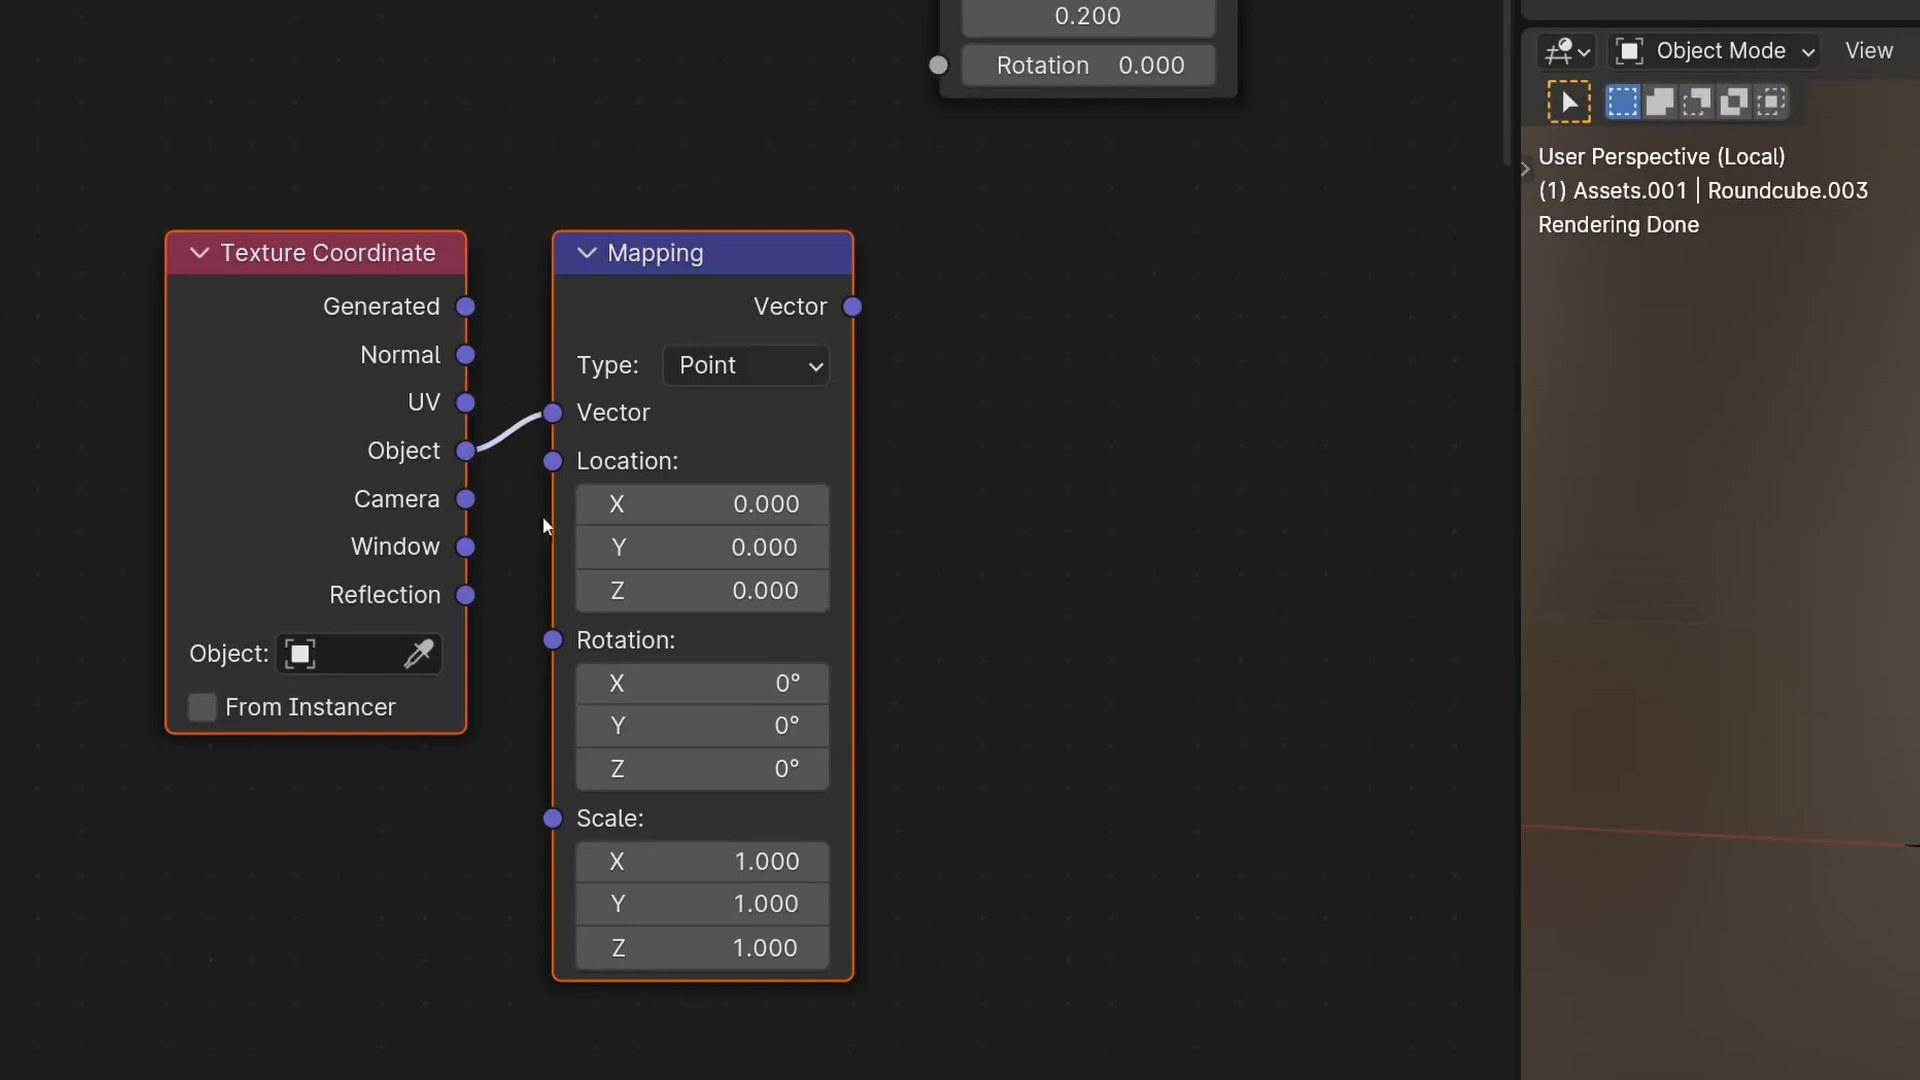 0.200
Rotation 0.000
Object Mode View
User Perspective (Local)
(1) Assets.001 | Roundcube.003
Rendering Done
Texture Coordinate
Generated
Normal
UV
Object
Camera
Window
Reflection
Object:
From Instancer
Mapping
Vector
Type: Point
Vector
Location:
X 0.000
Y 0.000
Z 0.000
Rotation:
X 0°
Y 0°
Z 0°
Scale:
X 1.000
Y 1.000
Z 1.000